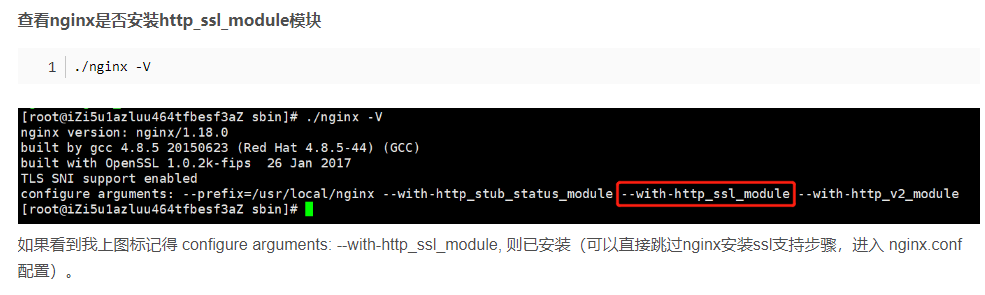 查看nginx是否安装http_ssl_module模块
1 ./nginx -V
[root@iZi5u1azluu464tfbesf3aZ sbin]# ./nginx -V
nginx version: nginx/1.18.0
built by gcc 4.8.5 20150623 (Red Hat 4.8.5-44) (GCC)
built with OpenSSL 1.0.2k-fips  26 Jan 2017
TLS SNI support enabled
configure arguments: --prefix=/usr/local/nginx --with-http_stub_status_module --with-http_ssl_module --with-http_v2_module
[root@iZi5u1azluu464tfbesf3aZ sbin]#
如果看到我上图标记得 configure arguments: --with-http_ssl_module, 则已安装（可以直接跳过nginx安装ssl支持步骤，进入 nginx.conf
配置）。